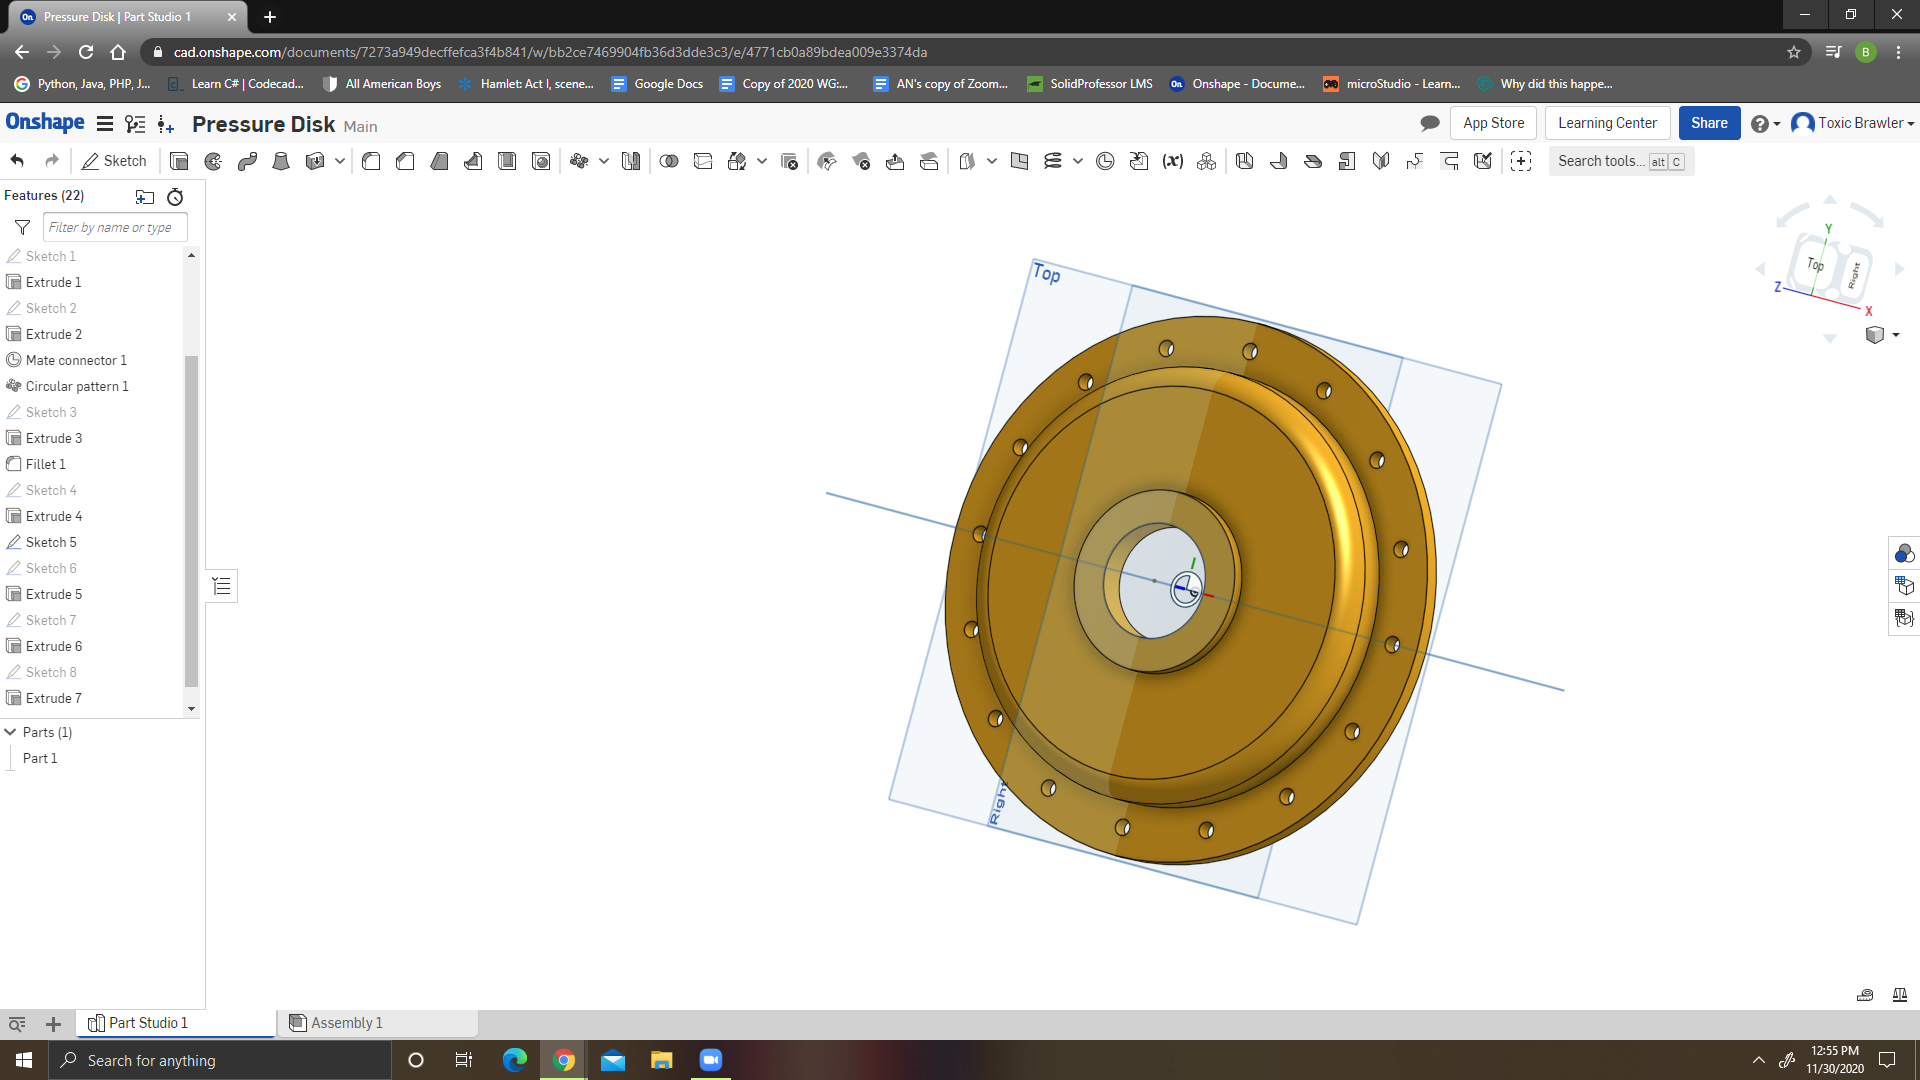 On Pressure Disk | Part Studio 1
cad.onshape.com/documents/7273a949decffefca3f4b841/w/bb2ce7469904fb36d3dde3c3/e/4771cb0a89bdea009e3374da
B
Python, Java, PHP, J...
Learn C# | Codecad...
All American Boys
Hamlet: Act I, scene...
Google Docs
Copy of 2020 WG:...
AN's copy of Zoom...
SolidProfessor LMS
On Onshape - Docume...
microStudio - Learn...
Why did this happe...
Onshape
Pressure Disk Main
App Store
Learning Center
Share
Toxic Brawler
Sketch
(x)
Search tools... alt C
Features (22)
Filter by name or type
Sketch 1
Extrude 1
Sketch 2
Extrude 2
Mate connector 1
Circular pattern 1
Sketch 3
Extrude 3
Fillet 1
Sketch 4
Extrude 4
Sketch 5
Sketch 6
Extrude 5
Sketch 7
Extrude 6
Sketch 8
Extrude 7
Parts (1)
Part 1
Top
Right
Y
Top
Right
Z
X
Part Studio 1
Assembly 1
Search for anything
12:55 PM
11/30/2020